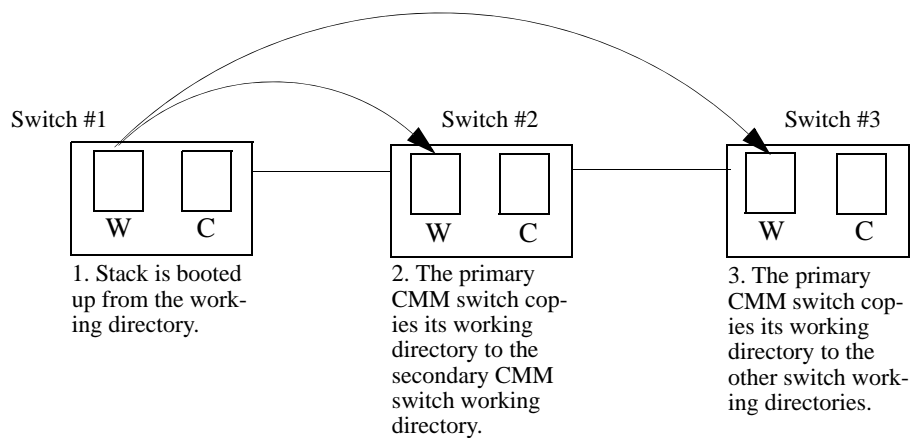 Switch #1
Switch #2
Switch #3
W
C
W
C
W
C
1. Stack is booted
up from the work-
ing directory.
2. The primary
CMM switch cop-
ies its working
directory to the
secondary CMM
switch working
directory.
3. The primary
CMM switch cop-
ies its working
directory to the
other switch work-
ing directories.